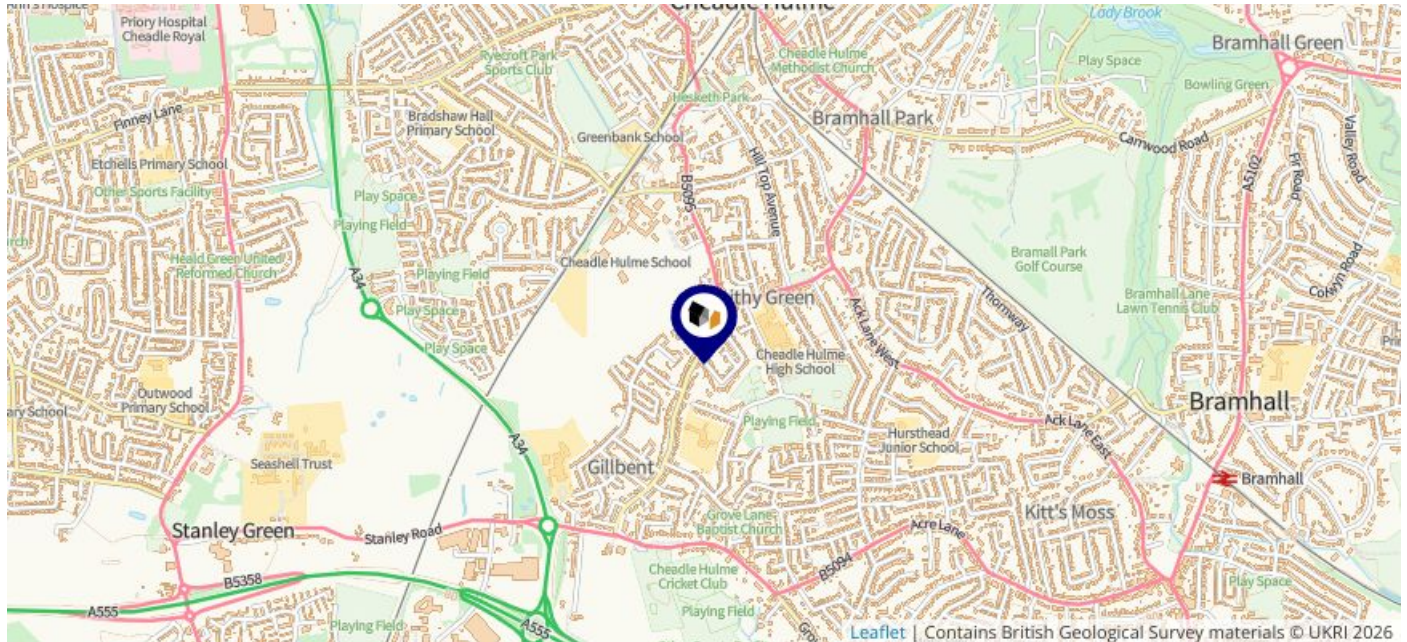 Ann's Hospice
Priory Hospital
Cheadle Royal
Cheadle Hulme
Lady Brook
Bramhall Green
Ryecroft Park
Sports Club
Cheadle Hulme
Methodist Church
Play Space
Bowling Green
Finney Lane
Bradshaw Hall
Primary School
Hesketh Park
Greenbank School
Bramhall Park
Carrwood Road
Valley Road
Fir Road
A5102
Etchells Primary School
Other Sports Facility
Play Space
Playing Field
B5095
Hill Top Avenue
Heald Green United
Reformed Church
A34
Cheadle Hulme School
Playing Field
Play Space
Bramall Park
Golf Course
Colwyn Road
Thornway
Bramhall Lane
Lawn Tennis Club
thy Green
Ack Lane West
Play Space
Cheadle Hulme
High School
Outwood
Primary School
ary School
Bramhall
Ack Lane East
Playing Field
Hursthead
Junior School
A34
Seashell Trust
Gillbent
Bramhall
Kitt's Moss
Grove Lane
Baptist Church
Stanley Green
Stanley Road
Acre Lane
B5094
Cheadle Hulme
Cricket Club
B5358
A555
Play Space
Playing Field
Playing Field
A555
Leaflet | Contains British Geological Survey materials © UKRI 2026